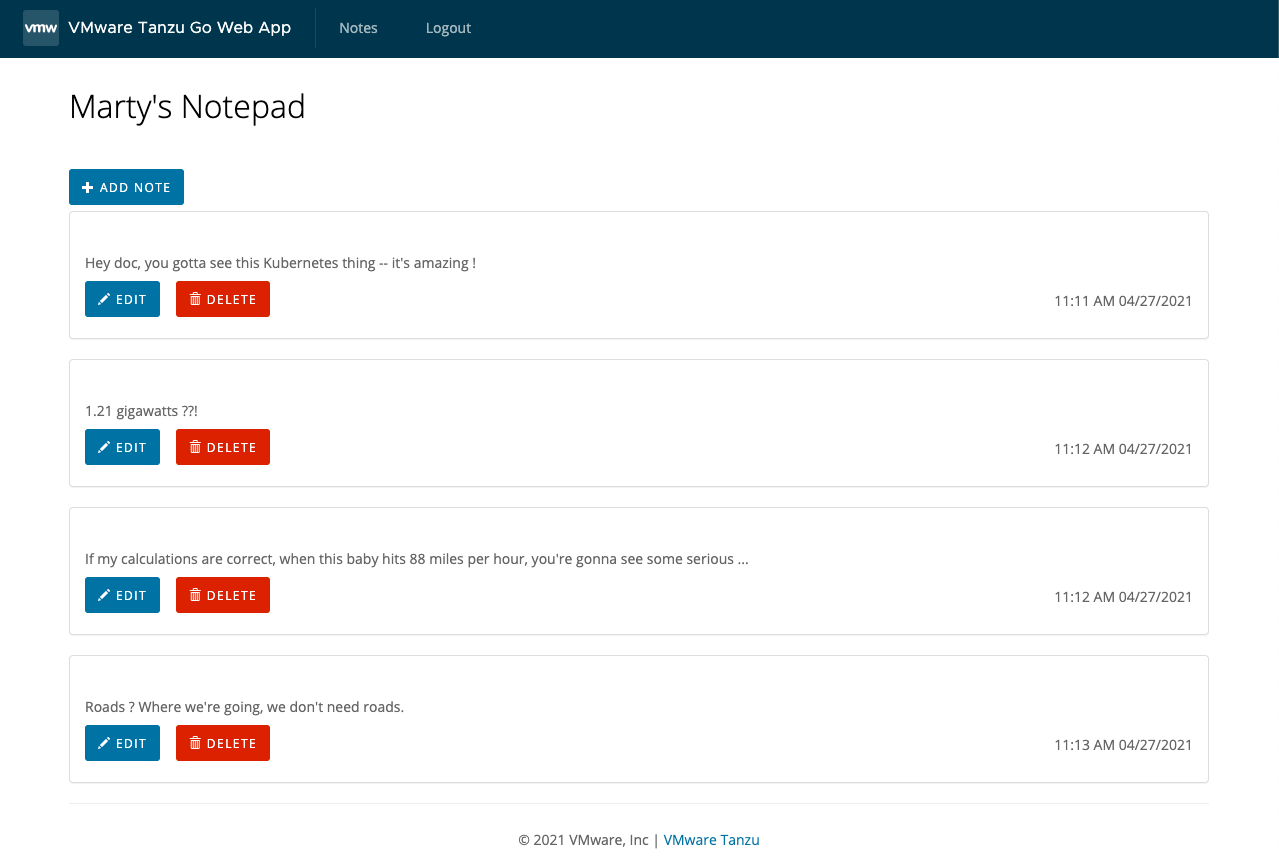 vmw VMware Tanzu Go Web App Notes Logout
Marty's Notepad
ADD NOTE
Hey doc, you gotta see this Kubernetes thing -- it's amazing !
EDIT DELETE 11:11 AM 04/27/2021
1.21 gigawatts ??!
EDIT DELETE 11:12 AM 04/27/2021
If my calculations are correct, when this baby hits 88 miles per hour, you're gonna see some serious ...
EDIT DELETE 11:12 AM 04/27/2021
Roads ? Where we're going, we don't need roads.
EDIT DELETE 11:13 AM 04/27/2021
© 2021 VMware, Inc | VMware Tanzu